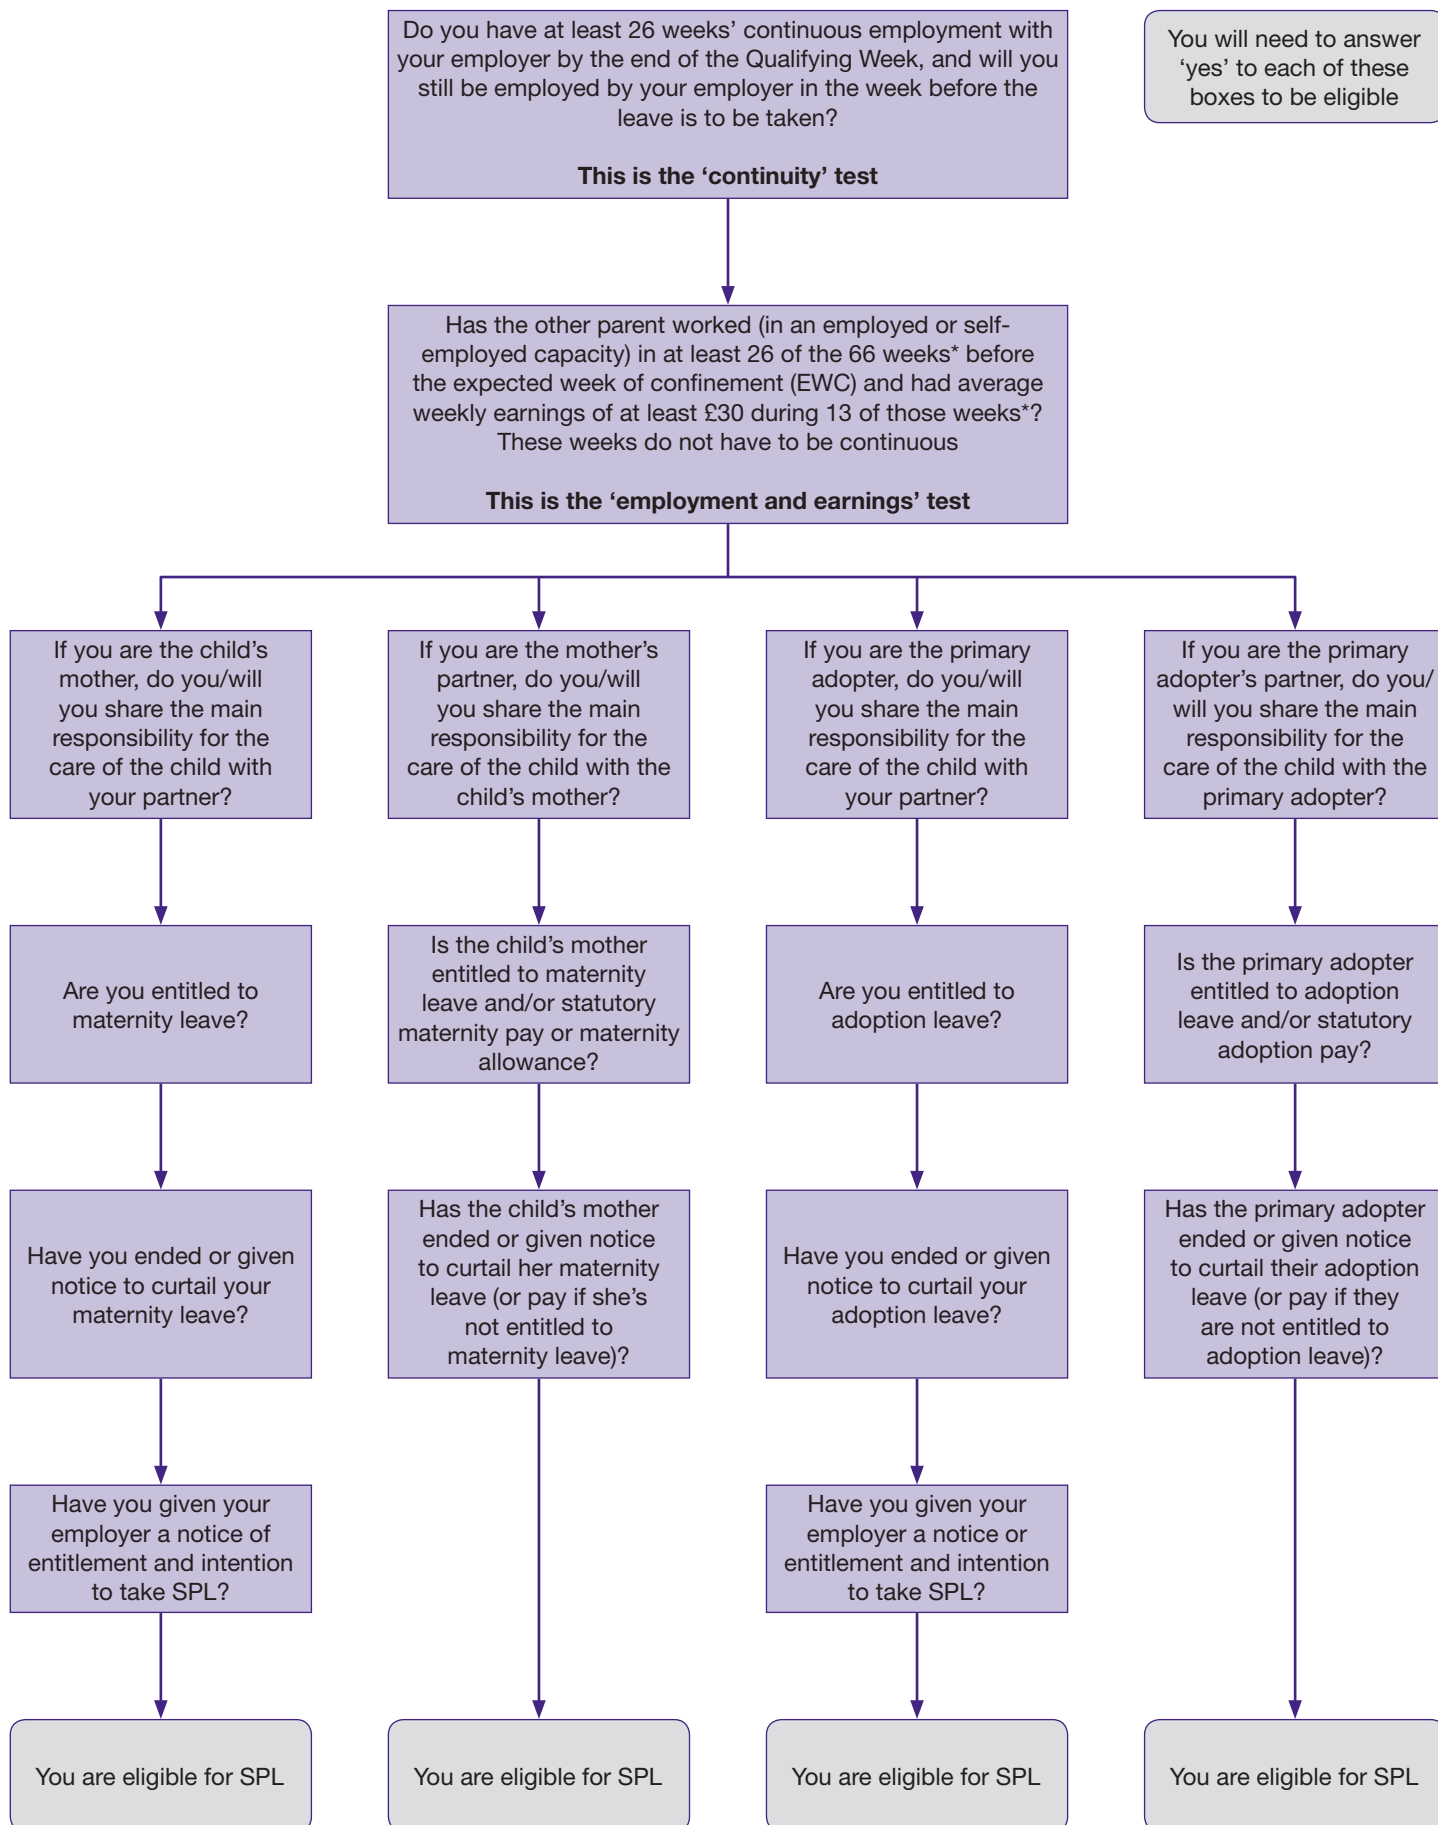 Do you have at least 26 weeks’ continuous employment with
your employer by the end of the Qualifying Week, and will you
still be employed by your employer in the week before the
leave is to be taken?
This is the ‘continuity’ test
You will need to answer
‘yes’ to each of these
boxes to be eligible
Has the other parent worked (in an employed or self-
employed capacity) in at least 26 of the 66 weeks* before
the expected week of confinement (EWC) and had average
weekly earnings of at least £30 during 13 of those weeks*?
These weeks do not have to be continuous
This is the ‘employment and earnings’ test
If you are the child’s
mother, do you/will
you share the main
responsibility for the
care of the child with
your partner?
If you are the mother’s
partner, do you/will
you share the main
responsibility for the
care of the child with the
child’s mother?
If you are the primary
adopter, do you/will
you share the main
responsibility for the
care of the child with
your partner?
If you are the primary
adopter’s partner, do you/
will you share the main
responsibility for the
care of the child with the
primary adopter?
Are you entitled to
maternity leave?
Is the child’s mother
entitled to maternity
leave and/or statutory
maternity pay or maternity
allowance?
Are you entitled to
adoption leave?
Is the primary adopter
entitled to adoption
leave and/or statutory
adoption pay?
Have you ended or given
notice to curtail your
maternity leave?
Has the child’s mother
ended or given notice
to curtail her maternity
leave (or pay if she’s
not entitled to
maternity leave)?
Have you ended or given
notice to curtail your
adoption leave?
Has the primary adopter
ended or given notice
to curtail their adoption
leave (or pay if they
are not entitled to
adoption leave)?
Have you given your
employer a notice of
entitlement and intention
to take SPL?
Have you given your
employer a notice or
entitlement and intention
to take SPL?
You are eligible for SPL
You are eligible for SPL
You are eligible for SPL
You are eligible for SPL